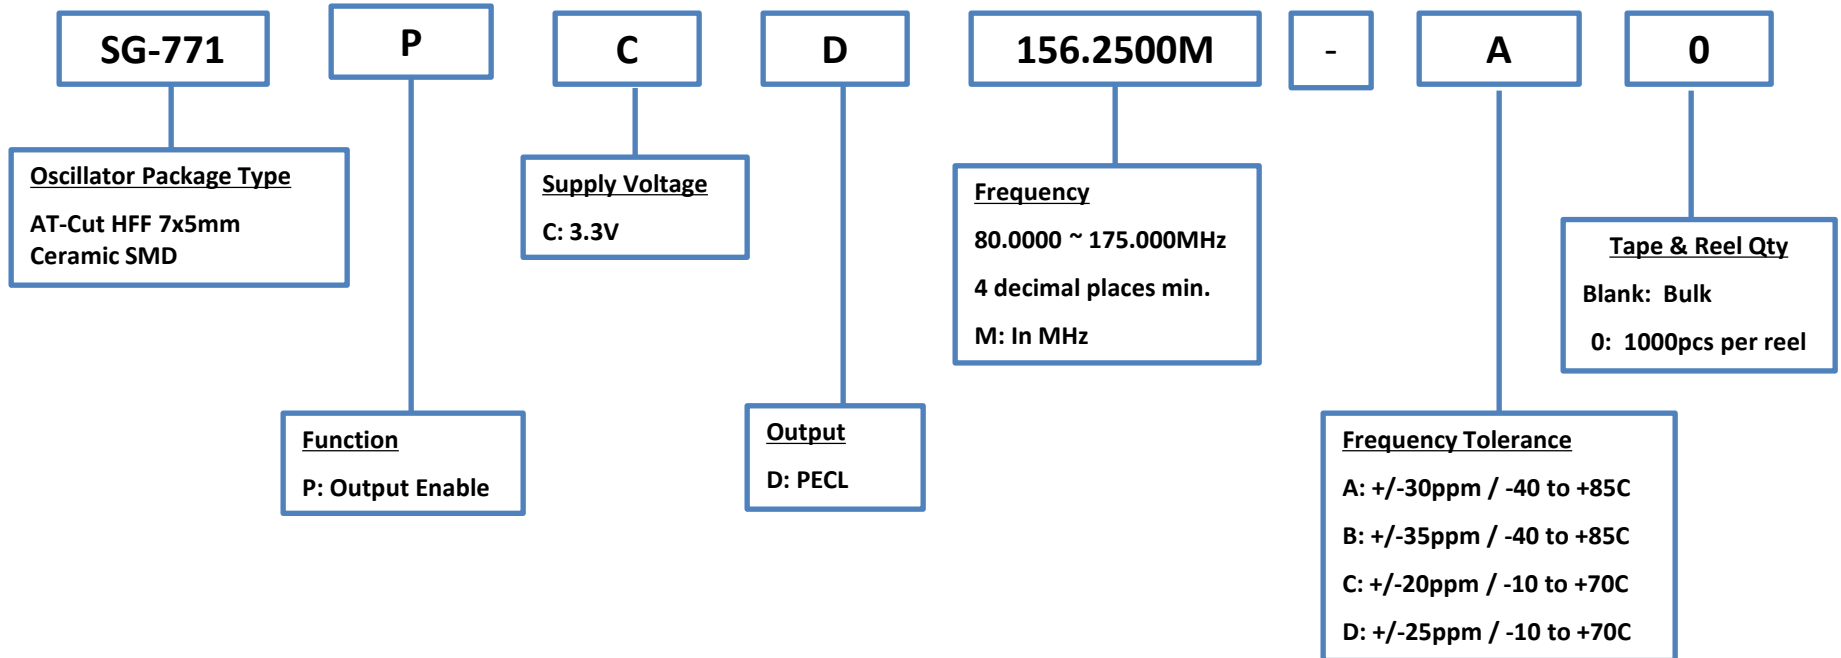 SG-771
P
C
D
156.2500M
-
A
0
Oscillator Package Type
AT-Cut HFF 7x5mm
Ceramic SMD
Function
P: Output Enable
Supply Voltage
C: 3.3V
Output
D: PECL
Frequency
80.0000 ~ 175.000MHz
4 decimal places min.
M: In MHz
Frequency Tolerance
A: +/-30ppm / -40 to +85C
B: +/-35ppm / -40 to +85C
C: +/-20ppm / -10 to +70C
D: +/-25ppm / -10 to +70C
Tape & Reel Qty
Blank: Bulk
0: 1000pcs per reel